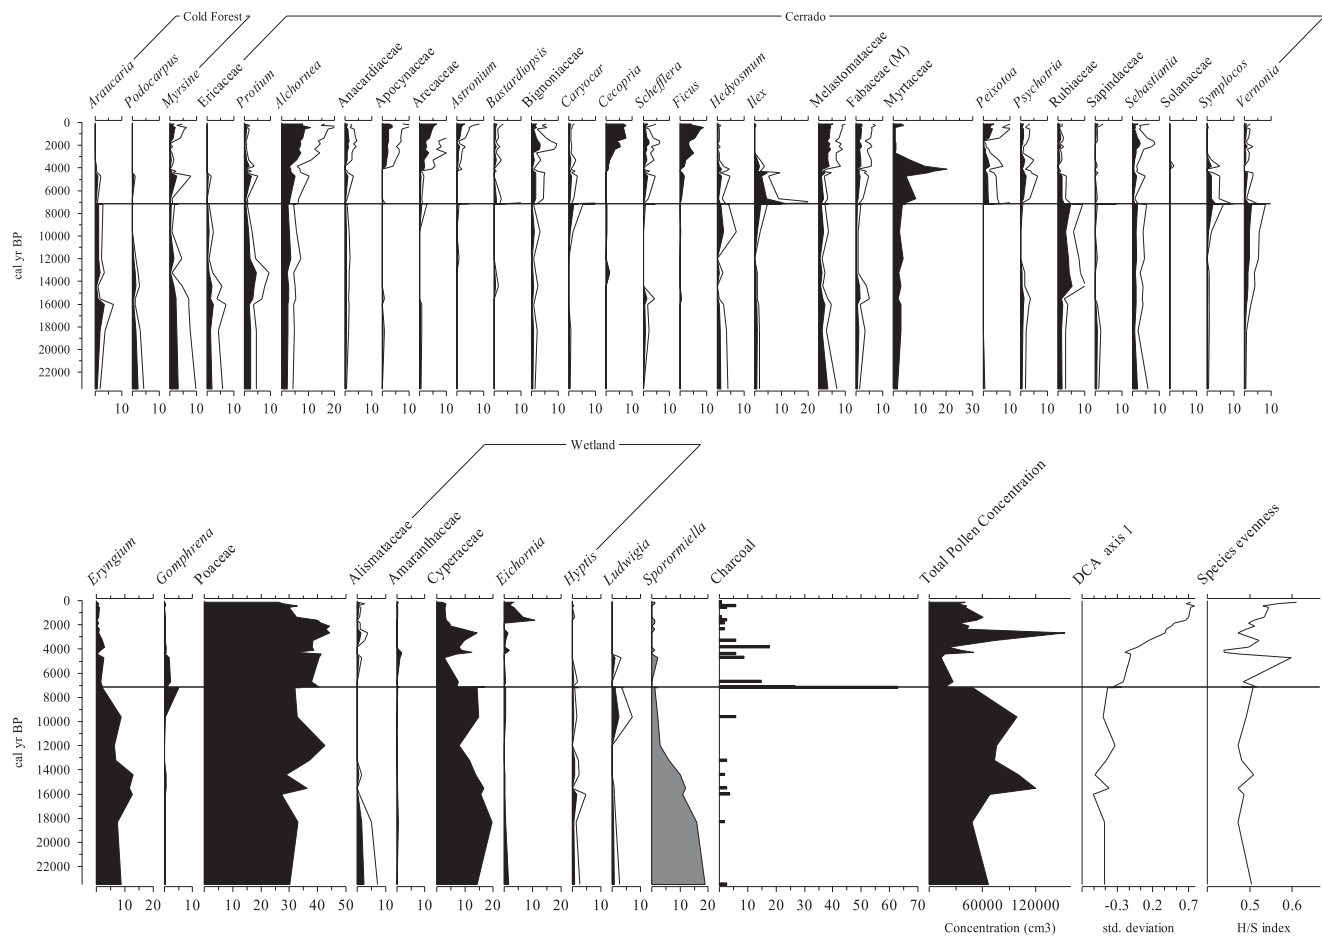 Cold Forest
Cerrado
Araucaria
Podocarpus
Myrsine
Ericaceae
Protium
Alchornea
Anacardiaceae
Apocynaceae
Arecaceae
Astronium
Bastardiopsis
Bignoniaceae
Caryocar
Cecopria
Schefflera
Ficus
Hedyosmum
Ilex
Melastomataceae
Fabaceae (M)
Myrtaceae
Peixotoa
Psychotria
Rubiaceae
Sapindaceae
Sebastiania
Solanaceae
Symplocos
Vernonia
0
2000
4000
6000
8000
10000
12000
14000
16000
18000
20000
22000
cal yr BP
10 10 10 10 10 10 20 10 10 10 10 10 10 10 10 10 10 10 10 20 10 10 10 20 30 10 10 10 10 10 10 10 10
Wetland
Eryngium
Gomphrena
Poaceae
Alismataceae
Amaranthaceae
Cyperaceae
Eichornia
Hyptis
Ludwigia
Sporormiella
Charcoal
Total Pollen Concentration
DCA axis 1
Species evenness
0
2000
4000
6000
8000
10000
12000
14000
16000
18000
20000
22000
cal yr BP
10 20 10 10 20 30 40 50 10 10 10 20 10 20 10 10 10 20 10 20 30 40 50 60 70 60000 120000 -0.3 0.2 0.7 0.5 0.6
Concentration (cm3) std. deviation H/S index